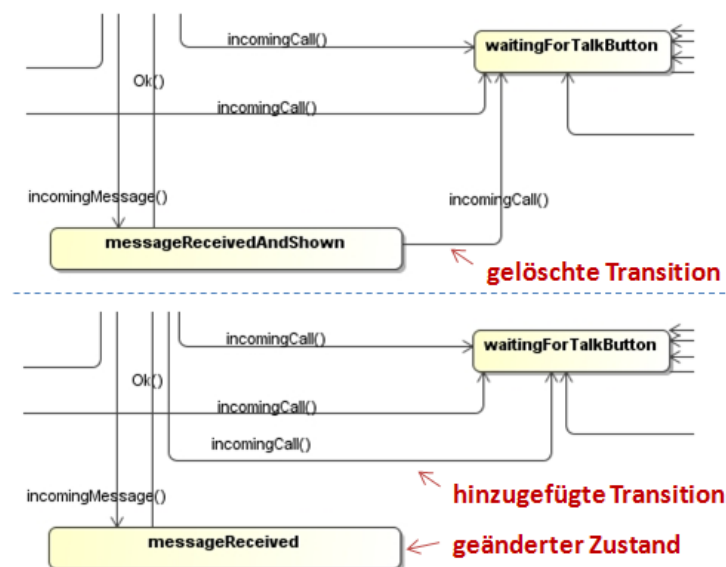 incomingCall()
waitingForTalkButton
Ok()
incomingCall()
incomingMessage()
incomingCall()
messageReceivedAndShown
gelöschte Transition
incomingCall()
waitingForTalkButton
Ok()
incomingCall()
incomingCall()
incomingMessage()
hinzugefügte Transition
messageReceived
geänderter Zustand